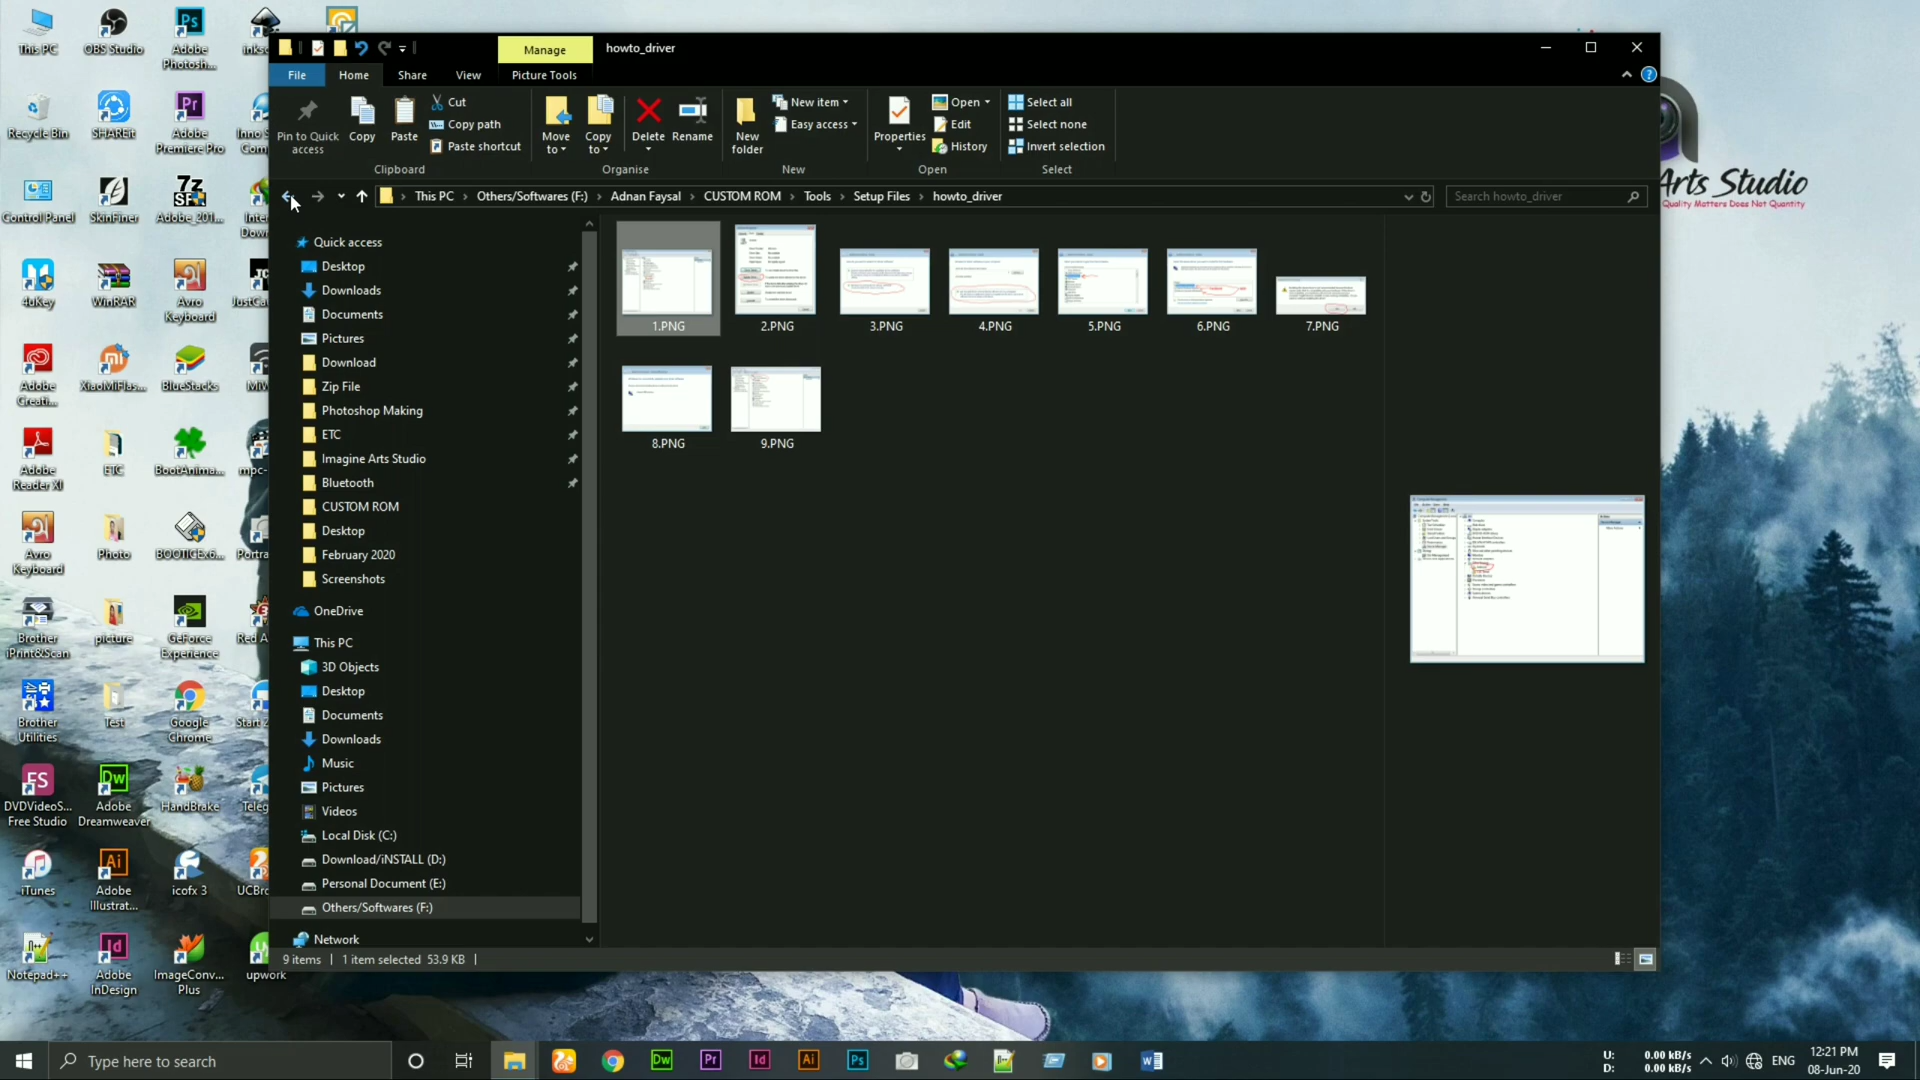 This PC
OBS Studio
Adobe
Photosh...
Recycle Bin
SHAREit
Adobe
Premiere Pro
Control Panel
SkinFiner
Adobe_201...
4uKey
WinRAR
Avro
Keyboard
Adobe
Creati...
XiaoMiFlas...
BlueStacks
Adobe
Reader XI
ETC
BootAnima...
Avro
Keyboard
Photo
BOOTICEx6...
Brother
iPrint&Scan
picture
GeForce
Experience
Brother
Utilities
Test
Google
Chrome
DVDVideoS...
Free Studio
Adobe
Dreamweaver
HandBrake
iTunes
Adobe
Illustrat...
icofx 3
Notepad++
Adobe
InDesign
ImageConv...
Plus
upwork
Manage
howto_driver
File
Home
Share
View
Picture Tools
Pin to Quick
access
Copy
Paste
Cut
Copy path
Paste shortcut
Clipboard
Move
to
Copy
to
Delete
Rename
Organise
New
folder
New item
Easy access
New
Properties
Open
Edit
History
Open
Select all
Select none
Invert selection
Select
This PC > Others/Softwares (F:) > Adnan Faysal > CUSTOM ROM > Tools > Setup Files > howto_driver
Search howto_driver
Quick access
Desktop
Downloads
Documents
Pictures
Download
Zip File
Photoshop Making
ETC
Imagine Arts Studio
Bluetooth
CUSTOM ROM
Desktop
February 2020
Screenshots
OneDrive
This PC
3D Objects
Desktop
Documents
Downloads
Music
Pictures
Videos
Local Disk (C:)
Download/iNSTALL (D:)
Personal Document (E:)
Others/Softwares (F:)
Network
1.PNG
2.PNG
3.PNG
4.PNG
5.PNG
6.PNG
7.PNG
8.PNG
9.PNG
9 items
1 item selected 53.9 KB
Arts Studio
Quality Matters Does Not Quantity
Type here to search
U: 0.00 kB/s
D: 0.00 kB/s
ENG
12:21 PM
08-Jun-20